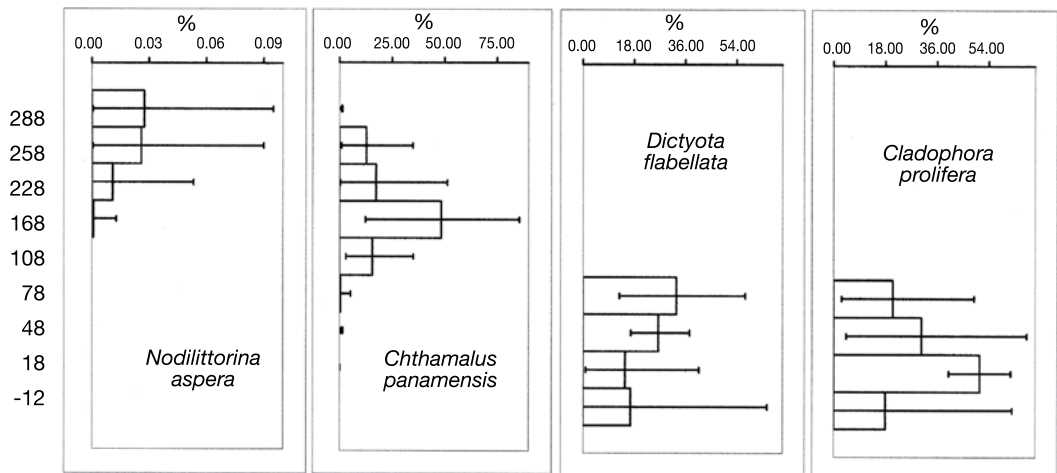 %
0.00 0.03 0.06 0.09
%
0.00 25.00 50.00 75.00
%
0.00 18.00 36.00 54.00
%
0.00 18.00 36.00 54.00
288
258
228
168
108
78
48
18
-12
Nodilittorina
aspera
Chthamalus
panamensis
Dictyota
flabellata
Cladophora
prolifera